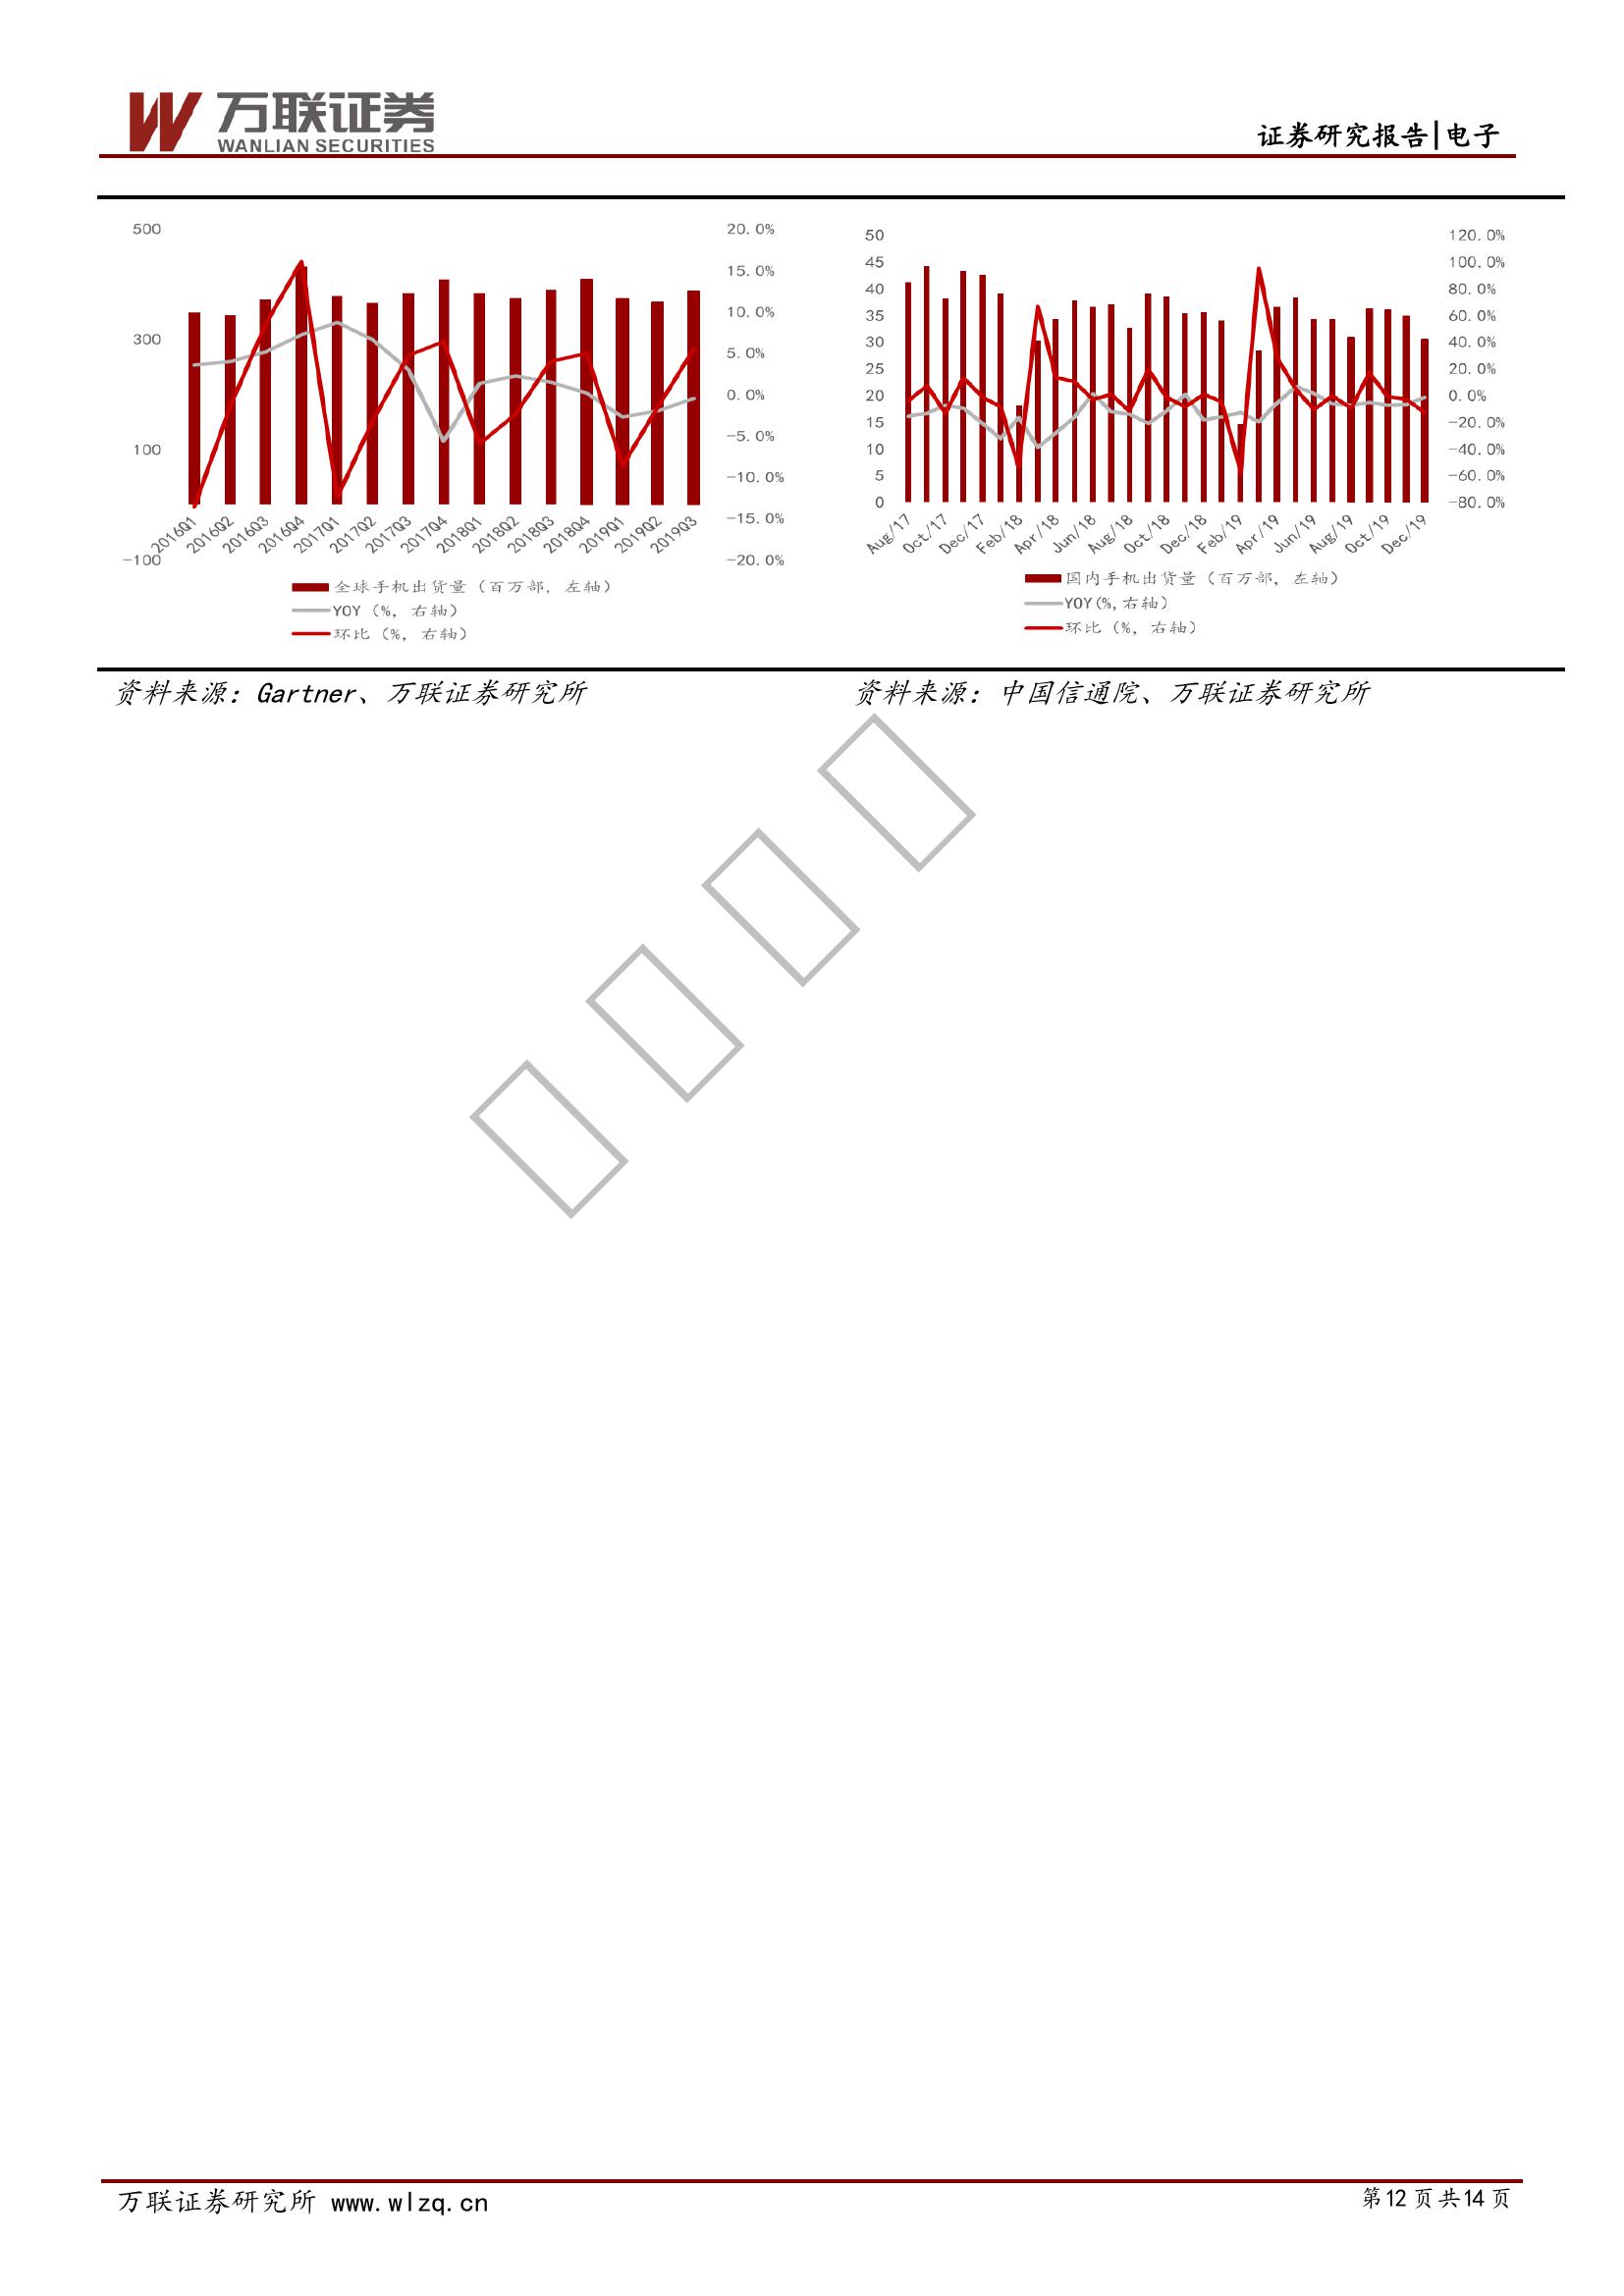 万联证券
WANLIAN SECURITIES
证券研究报告|电子
500
300
100
-100
20.0%
15.0%
10.0%
5.0%
0.0%
-5.0%
-10.0%
-15.0%
-20.0%
2016Q1 2016Q2 2016Q3 2016Q4 2017Q1 2017Q2 2017Q3 2017Q4 2018Q1 2018Q2 2018Q3 2018Q4 2019Q1 2019Q2 2019Q3
全球手机出货量（百万部, 左轴）
YOY（%, 右轴）
环比（%, 右轴）
50
45
40
35
30
25
20
15
10
5
0
120.0%
100.0%
80.0%
60.0%
40.0%
20.0%
0.0%
-20.0%
-40.0%
-60.0%
-80.0%
Aug/17 Oct/17 Dec/17 Feb/18 Apr/18 Jun/18 Aug/18 Oct/18 Dec/18 Feb/19 Apr/19 Jun/19 Aug/19 Oct/19 Dec/19
国内手机出货量（百万部, 左轴）
YOY(%,右轴）
环比（%, 右轴）
资料来源：Gartner、万联证券研究所
资料来源：中国信通院、万联证券研究所
万联证券研究所 www.wlzq.cn
第12页共14页